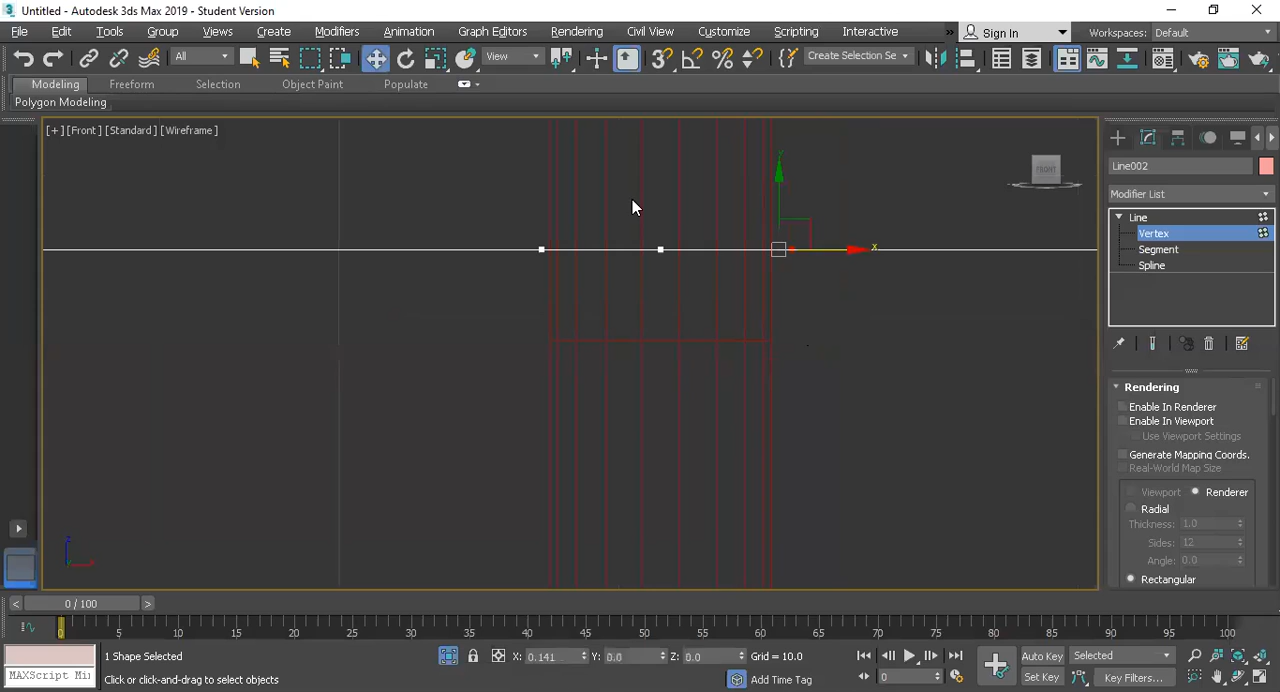 Untitled - Autodesk 3ds Max 2019 - Student Version
File Edit Tools Group Views Create Modifiers Animation Graph Editors Rendering Civil View Customize Scripting Interactive » Sign In Workspaces: Default
All View Create Selection Se
Modeling Freeform Selection Object Paint Populate
Polygon Modeling
[+] [Front] [Standard] [Wireframe]
FRONT
x
y
z
Line002
Modifier List
Line
Vertex
Segment
Spline
Rendering
Enable In Renderer
Enable In Viewport
Use Viewport Settings
Generate Mapping Coords.
Real-World Map Size
Viewport Renderer
Radial
Thickness: 1.0
Sides: 12
Angle: 0.0
Rectangular
< 0 / 100 >
0 5 10 15 20 25 30 35 40 45 50 55 60 65 70 75 80 85 90 95 100
1 Shape Selected X: 0.141... Y: 0.0 Z: 0.0 Grid = 10.0 Auto Key Selected
MAXScript Mi Click or click-and-drag to select objects Add Time Tag 0 Set Key Key Filters...